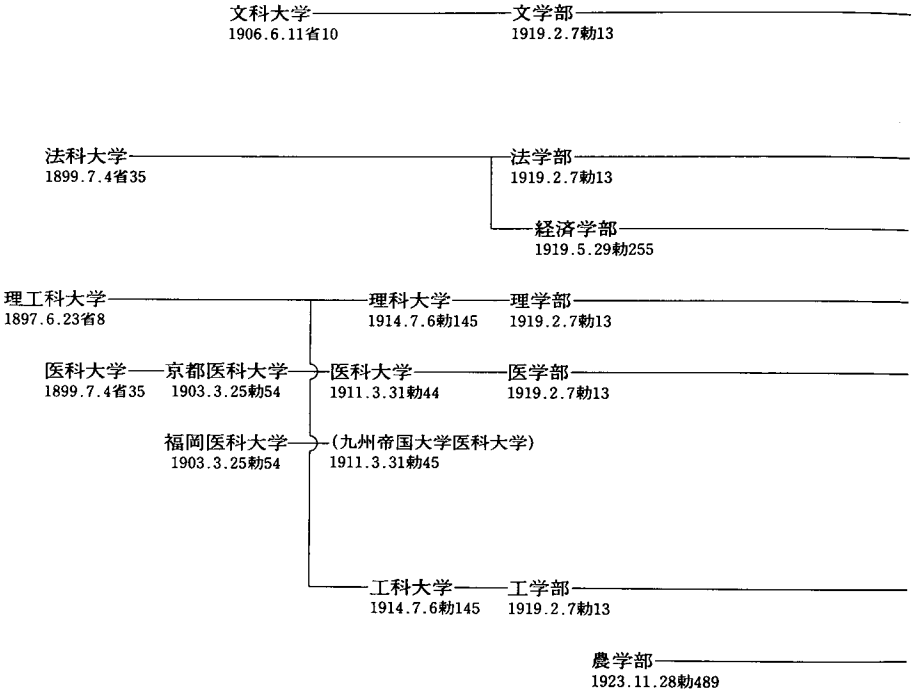 文科大学 文学部
1906.6.11省10 1919.2.7勅13
法科大学 法学部
1899.7.4省35 1919.2.7勅13
経済学部
1919.5.29勅255
理工科大学 理科大学 理学部
1897.6.23省8 1914.7.6勅145 1919.2.7勅13
医科大学 京都医科大学 医科大学 医学部
1899.7.4省35 1903.3.25勅54 1911.3.31勅44 1919.2.7勅13
福岡医科大学 (九州帝国大学医科大学)
1903.3.25勅54 1911.3.31勅45
工科大学 工学部
1914.7.6勅145 1919.2.7勅13
農学部
1923.11.28勅489